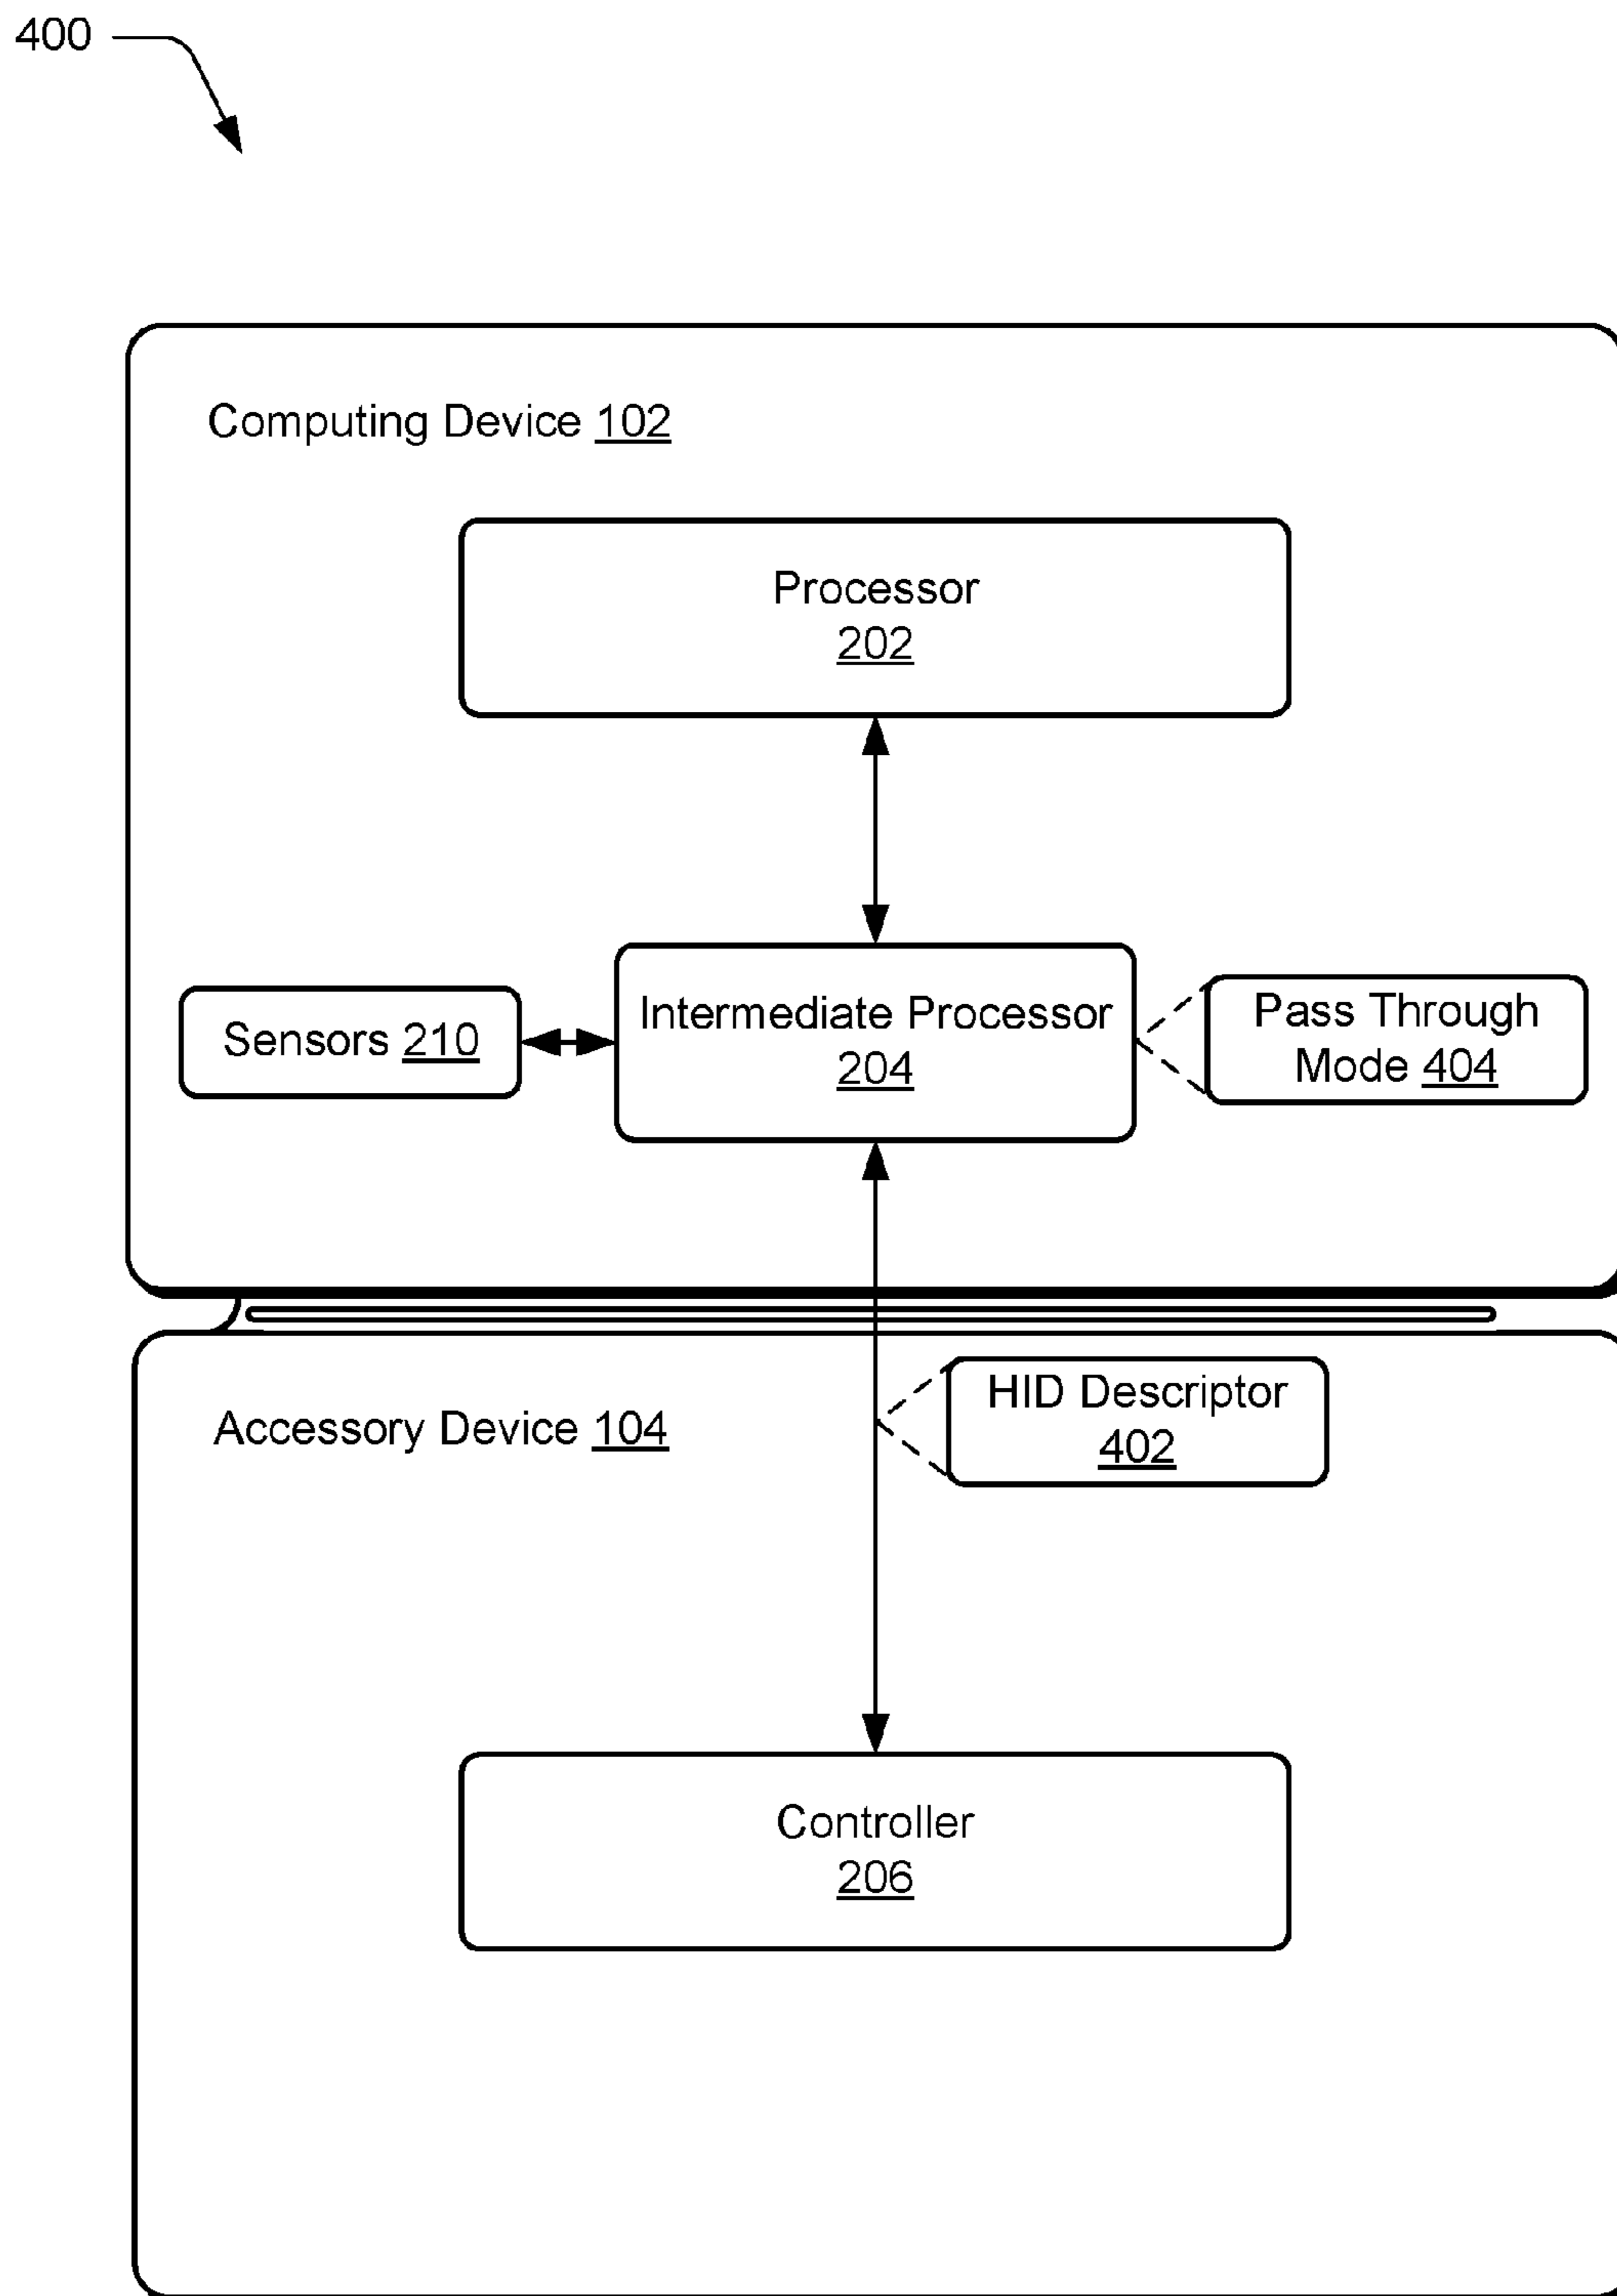 400
Computing Device 102
Processor
202
Sensors 210
Intermediate Processor
204
Pass Through
Mode 404
HID Descriptor
402
Accessory Device 104
Controller
206